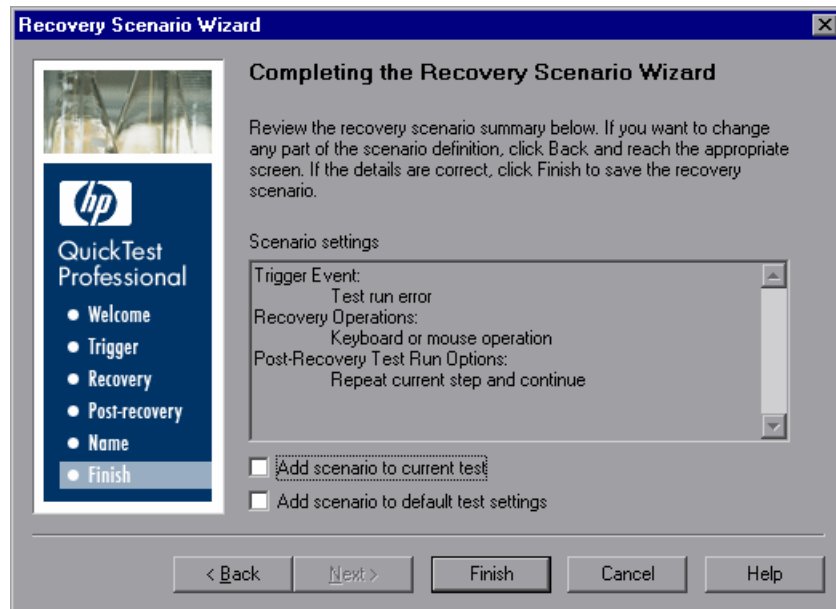 Recovery Scenario Wizard
Completing the Recovery Scenario Wizard
Review the recovery scenario summary below. If you want to change
any part of the scenario definition, click Back and reach the appropriate
screen. If the details are correct, click Finish to save the recovery
scenario.
hp
QuickTest
Professional
Welcome
Trigger
Recovery
Post-recovery
Name
Finish
Scenario settings
Trigger Event:
Test run error
Recovery Operations:
Keyboard or mouse operation
Post-Recovery Test Run Options:
Repeat current step and continue
Add scenario to current test
Add scenario to default test settings
< Back
Next >
Finish
Cancel
Help